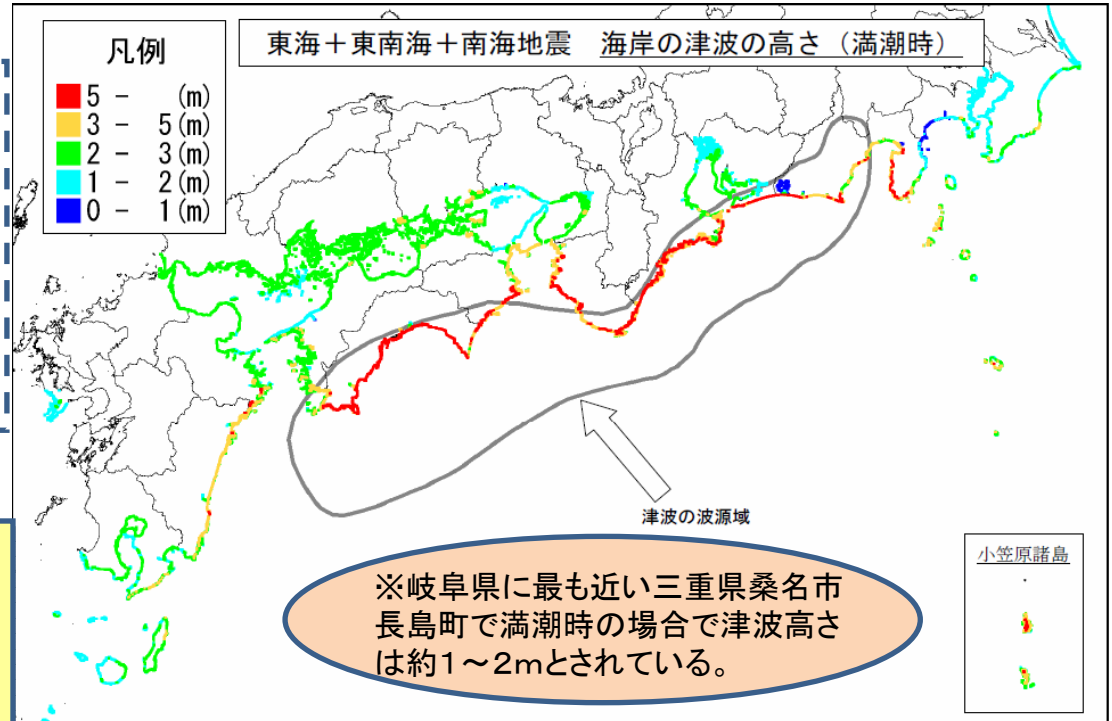 東海+東南海+南海地震 海岸の津波の高さ(満潮時)
凡例
5 - (m)
3 - 5(m)
2 - 3(m)
1 - 2(m)
0 - 1(m)
津波の波源域
※岐阜県に最も近い三重県桑名市
長島町で満潮時の場合で津波高さ
は約1~2mとされている。
小笠原諸島